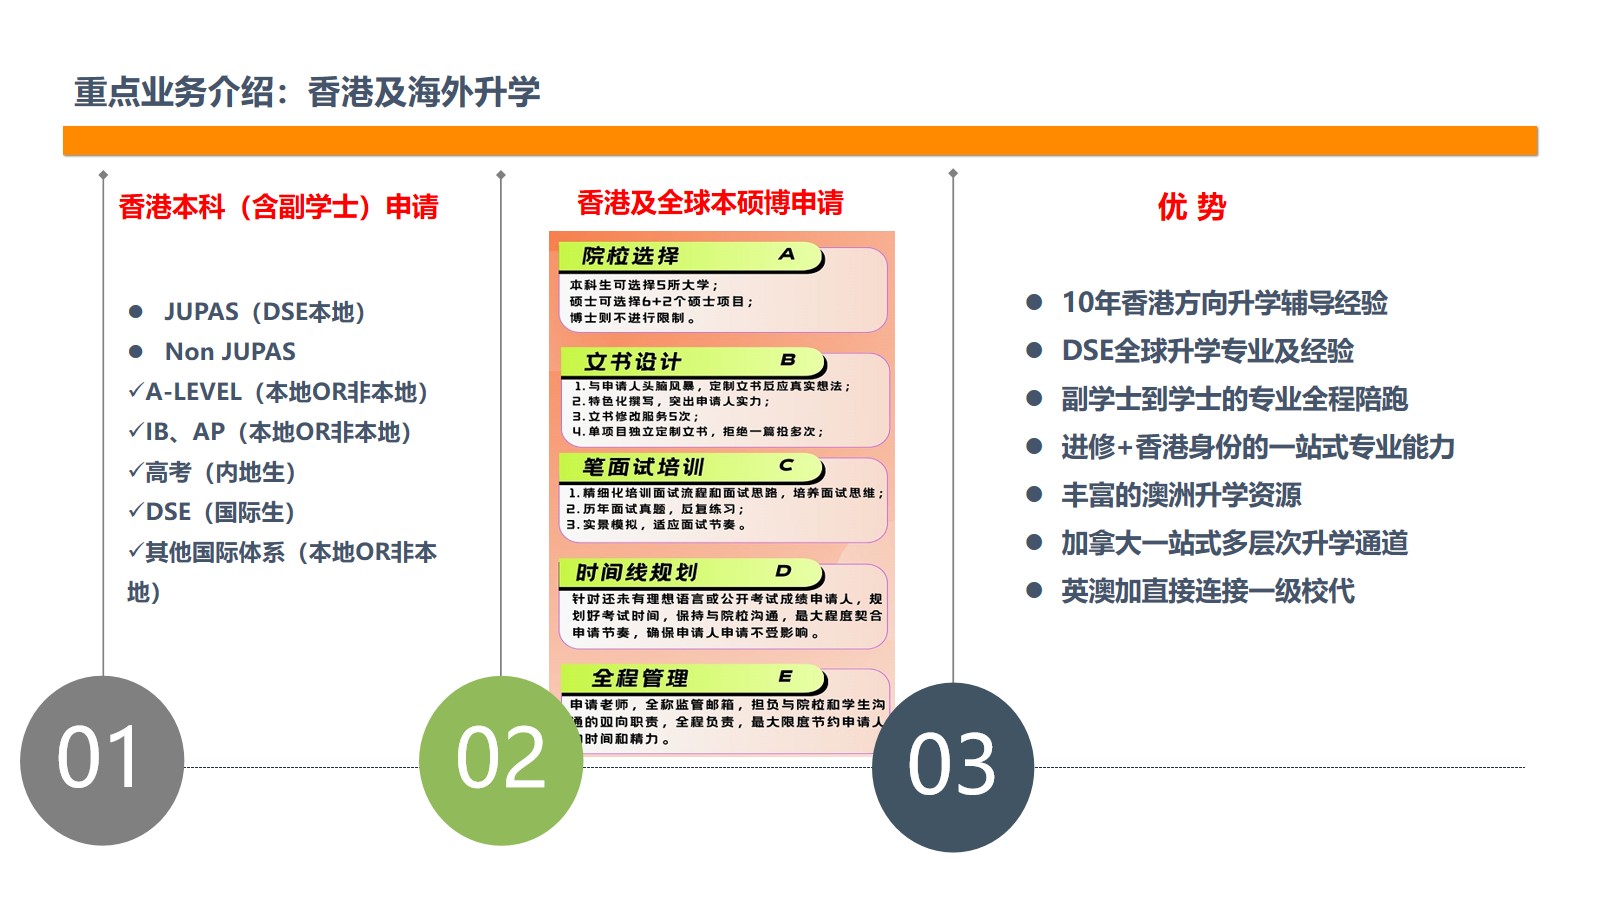 重点业务介绍：香港及海外升学
香港本科（含副学士）申请
● JUPAS（DSE本地）
● Non JUPAS
✓A-LEVEL（本地OR非本地）
✓IB、AP（本地OR非本地）
✓高考（内地生）
✓DSE（国际生）
✓其他国际体系（本地OR非本
地）
01
香港及全球本硕博申请
院校选择 A
本科生可选择5所大学；
硕士可选择6+2个硕士项目；
博士则不进行限制。
立书设计 B
1.与申请人头脑风暴，定制立书反应真实想法；
2.特色化撰写，突出申请人实力；
3.立书修改服务5次；
4.单项目独立定制立书，拒绝一篇投多次；
笔面试培训 C
1.精细化培训面试流程和面试思路，培养面试思维；
2.历年面试真题，反复练习；
3.实景模拟，适应面试节奏。
时间线规划 D
针对还未有理想语言或公开考试成绩申请人，规
划好考试时间，保持与院校沟通，最大程度契合
申请节奏，确保申请人申请不受影响。
全程管理 E
申请老师，全称监管邮箱，担负与院校和学生沟
通的双向职责，全程负责，最大限度节约申请人
时间和精力。
02
优 势
● 10年香港方向升学辅导经验
● DSE全球升学专业及经验
● 副学士到学士的专业全程陪跑
● 进修+香港身份的一站式专业能力
● 丰富的澳洲升学资源
● 加拿大一站式多层次升学通道
● 英澳加直接连接一级校代
03